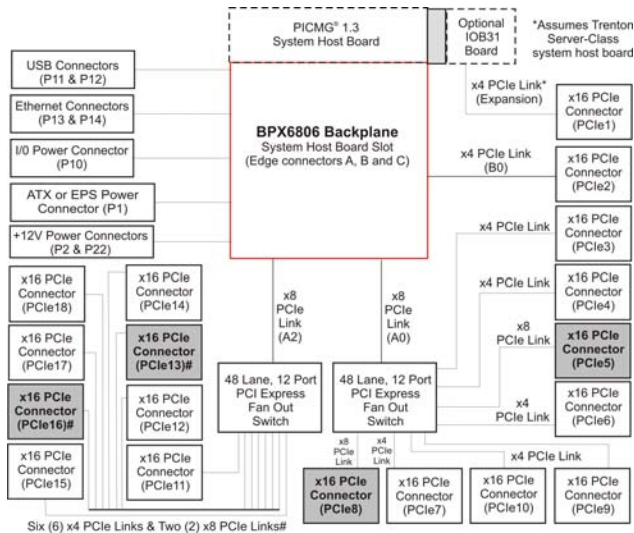 PICMG® 1.3
System Host Board
Optional
IOB31
Board
*Assumes Trenton
Server-Class
system host board
USB Connectors
(P11 & P12)
Ethernet Connectors
(P13 & P14)
I/0 Power Connector
(P10)
ATX or EPS Power
Connector (P1)
+12V Power Connectors
(P2 & P22)
BPX6806 Backplane
System Host Board Slot
(Edge connectors A, B and C)
x4 PCIe Link*
(Expansion)
x16 PCIe
Connector
(PCIe1)
x4 PCIe Link
(B0)
x16 PCIe
Connector
(PCIe2)
x4 PCIe Link
x16 PCIe
Connector
(PCIe3)
x4 PCIe Link
x16 PCIe
Connector
(PCIe4)
x8 PCIe
Link
x16 PCIe
Connector
(PCIe5)
x4 PCIe
Link
x16 PCIe
Connector
(PCIe6)
x8
PCIe
Link
(A2)
x8
PCIe
Link
(A0)
x16 PCIe
Connector
(PCIe18)
x16 PCIe
Connector
(PCIe14)
x16 PCIe
Connector
(PCIe17)
x16 PCIe
Connector
(PCIe13)#
x16 PCIe
Connector
(PCIe16)#
x16 PCIe
Connector
(PCIe12)
x16 PCIe
Connector
(PCIe15)
x16 PCIe
Connector
(PCIe11)
48 Lane, 12 Port
PCI Express
Fan Out
Switch
48 Lane, 12 Port
PCI Express
Fan Out
Switch
x8
PCIe
Link
x4
PCIe
Link
x4 PCIe Link
x16 PCIe
Connector
(PCIe8)
x16 PCIe
Connector
(PCIe7)
x16 PCIe
Connector
(PCIe10)
x16 PCIe
Connector
(PCIe9)
Six (6) x4 PCIe Links & Two (2) x8 PCIe Links#